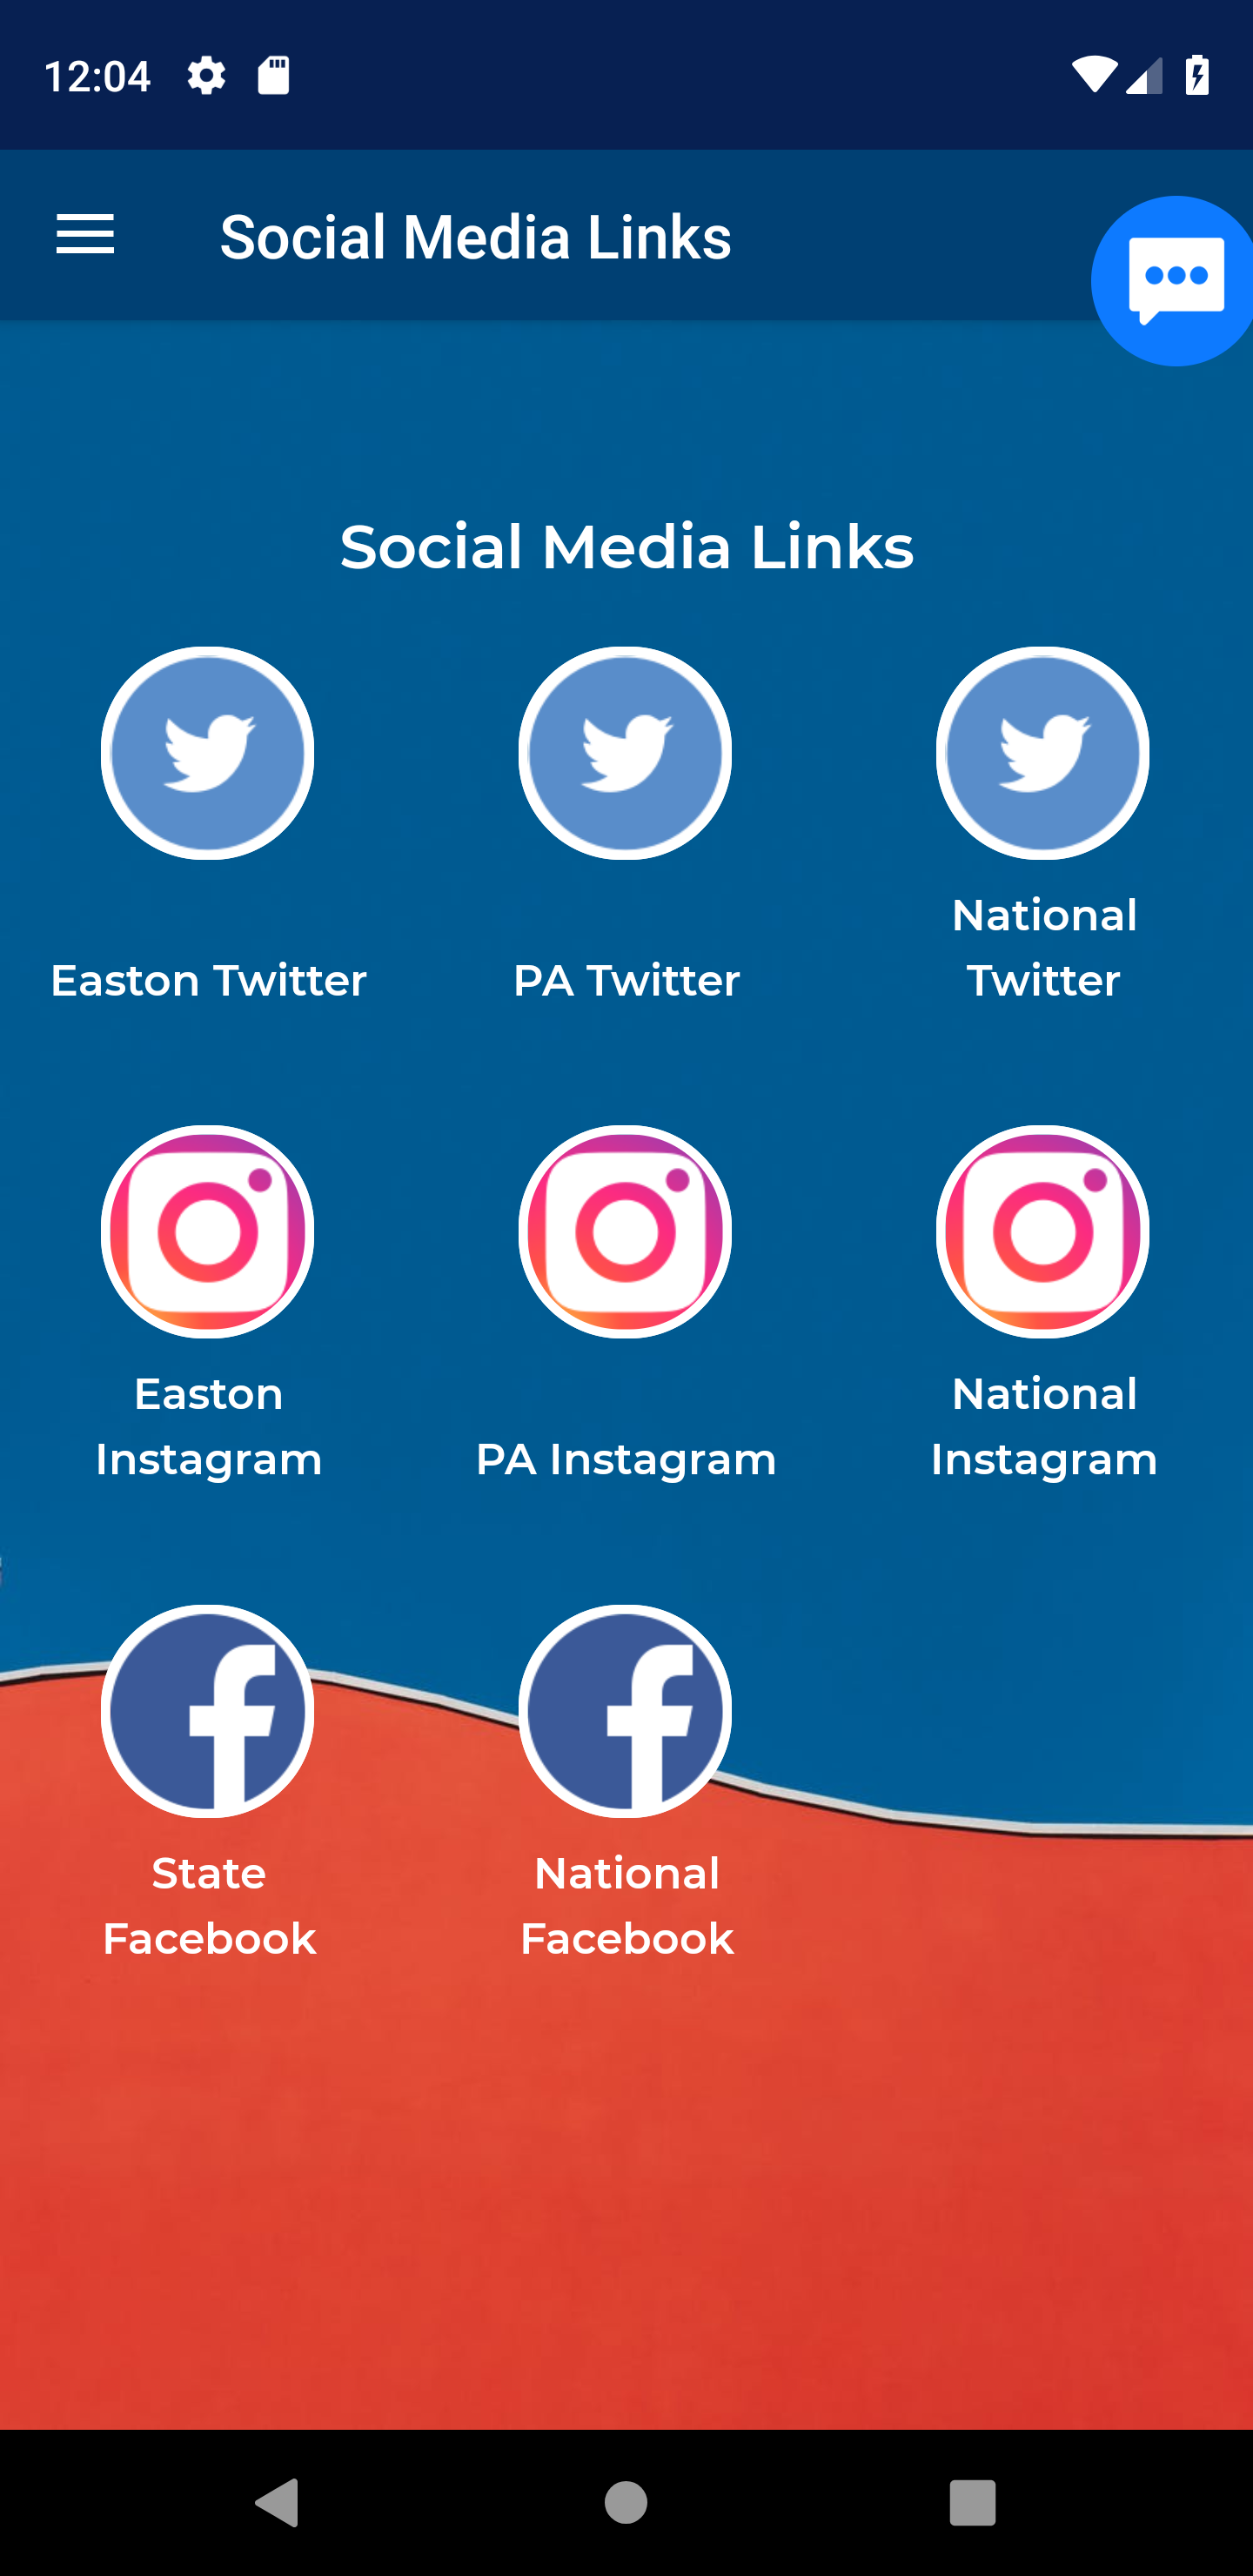 12:04
Social Media Links
Social Media Links
Easton Twitter
PA Twitter
National
Twitter
Easton
Instagram
PA Instagram
National
Instagram
State
Facebook
National
Facebook